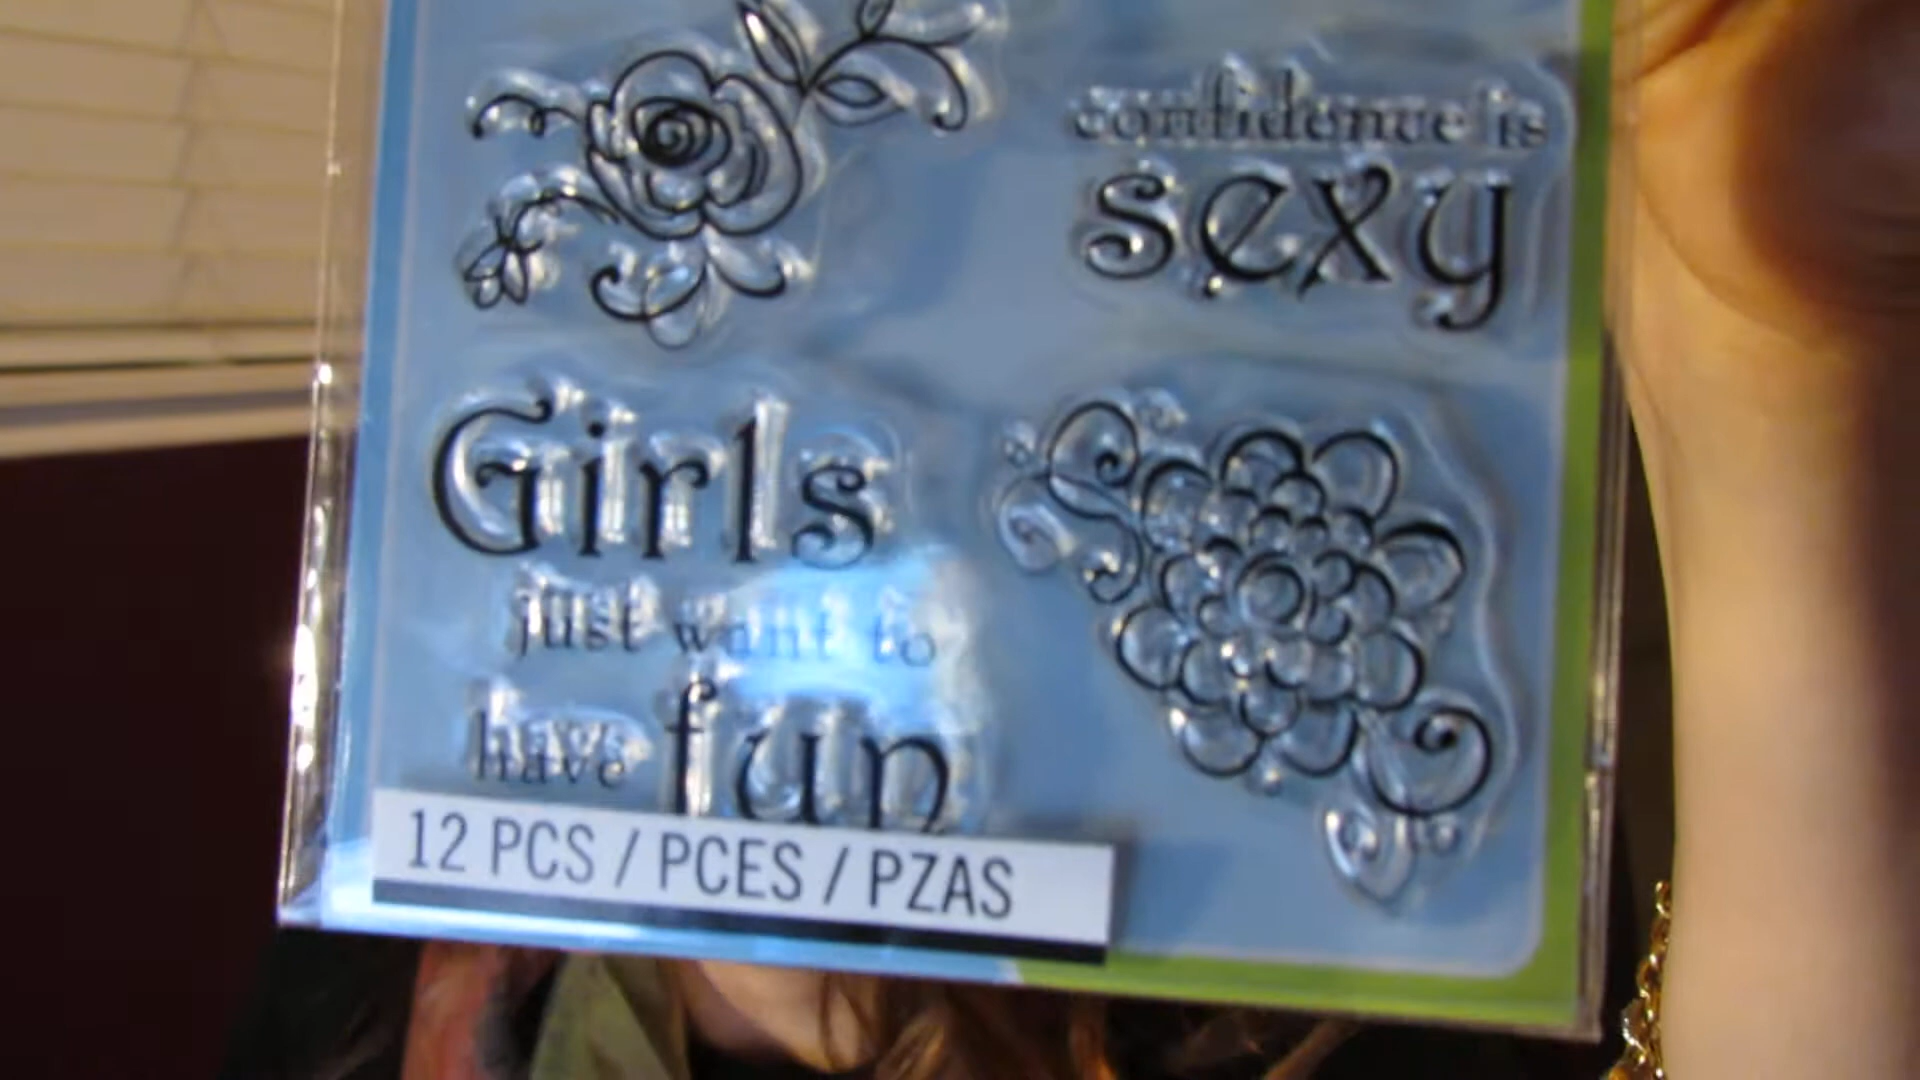 confidence is
sexy
Girls
just want to
have fun
12 PCS / PCES / PZAS